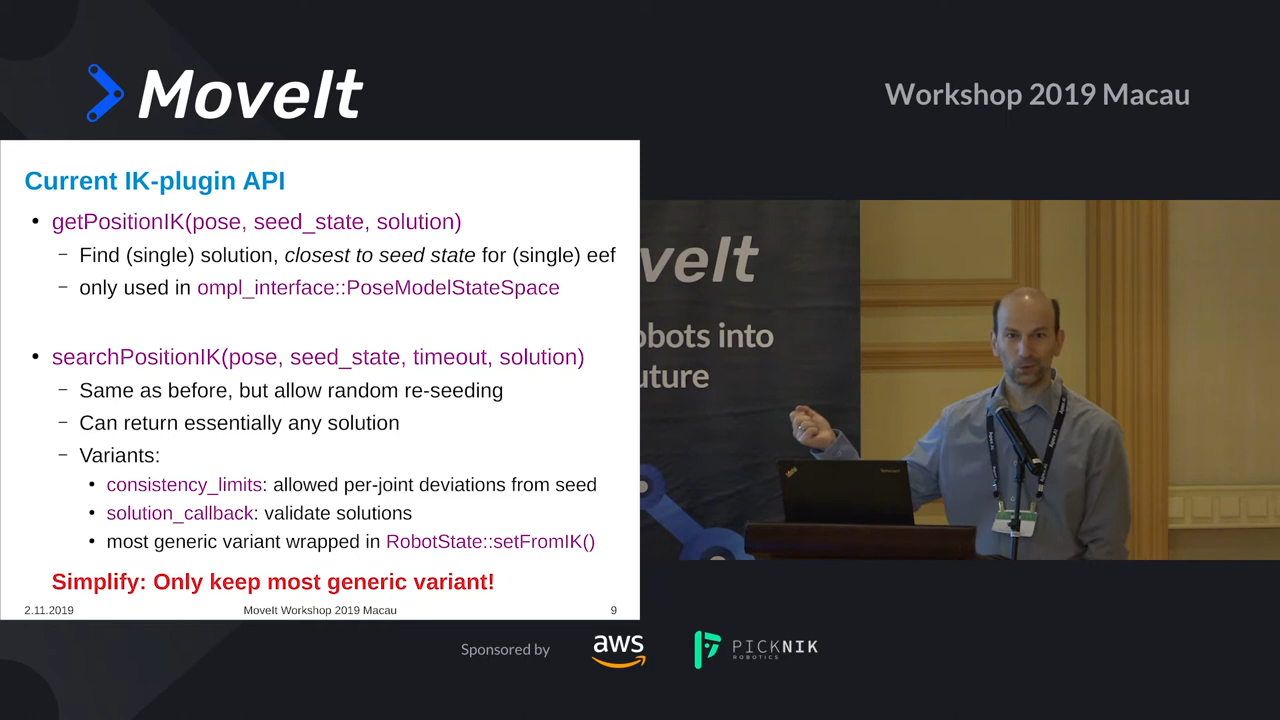 MoveIt
Workshop 2019 Macau
Current IK-plugin API
• getPositionIK(pose, seed_state, solution)
– Find (single) solution, closest to seed state for (single) eef
– only used in ompl_interface::PoseModelStateSpace
• searchPositionIK(pose, seed_state, timeout, solution)
– Same as before, but allow random re-seeding
– Can return essentially any solution
– Variants:
• consistency_limits: allowed per-joint deviations from seed
• solution_callback: validate solutions
• most generic variant wrapped in RobotState::setFromIK()
Simplify: Only keep most generic variant!
2.11.2019
MoveIt Workshop 2019 Macau
9
veIt
obots into
uture
Sponsored by
aws
PICKNIK
ROBOTICS